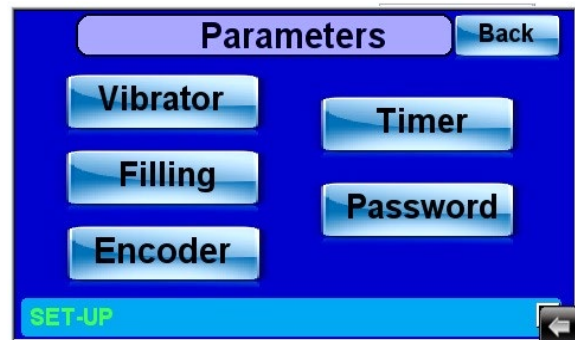 Parameters
Back
Vibrator
Timer
Filling
Password
Encoder
SET-UP